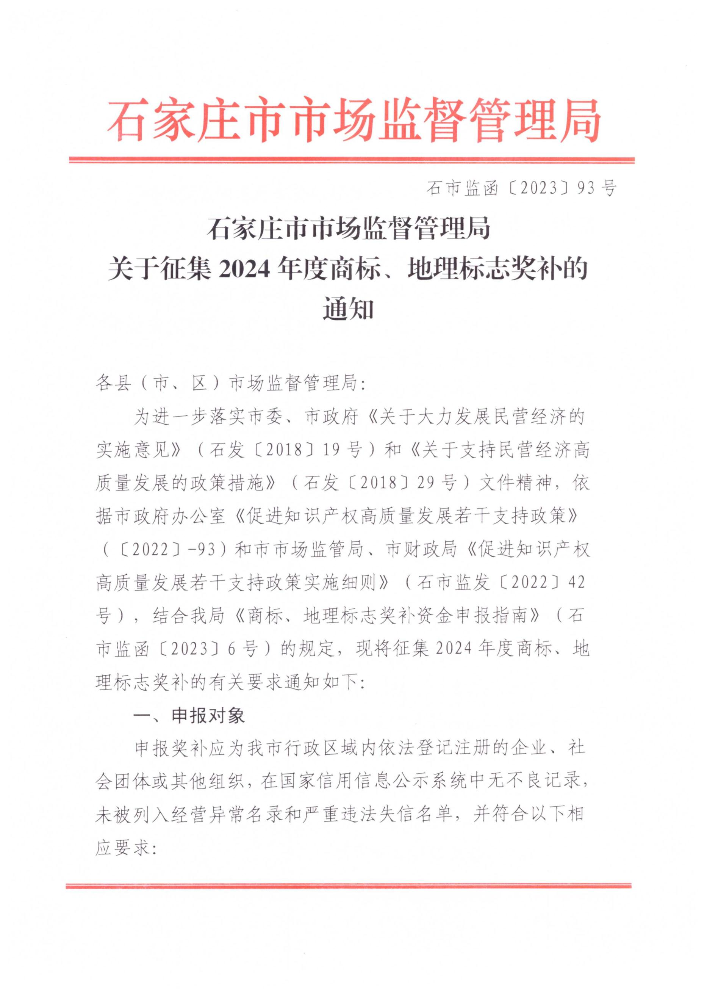 石家庄市市场监督管理局
石市监函〔2023〕93号
石家庄市市场监督管理局
关于征集 2024 年度商标、地理标志奖补的
通知
各县（市、区）市场监督管理局：
为进一步落实市委、市政府《关于大力发展民营经济的
实施意见》（石发〔2018〕19 号）和《关于支持民营经济高
质量发展的政策措施》（石发〔2018〕29 号）文件精神，依
据市政府办公室《促进知识产权高质量发展若干支持政策》
（〔2022〕-93）和市市场监管局、市财政局《促进知识产权
高质量发展若干支持政策实施细则》（石市监发〔2022〕42
号），结合我局《商标、地理标志奖补资金申报指南》（石
市监函〔2023〕6 号）的规定，现将征集 2024 年度商标、地
理标志奖补的有关要求通知如下：
一、申报对象
申报奖补应为我市行政区域内依法登记注册的企业、社
会团体或其他组织，在国家信用信息公示系统中无不良记录，
未被列入经营异常名录和严重违法失信名单，并符合以下相
应要求：